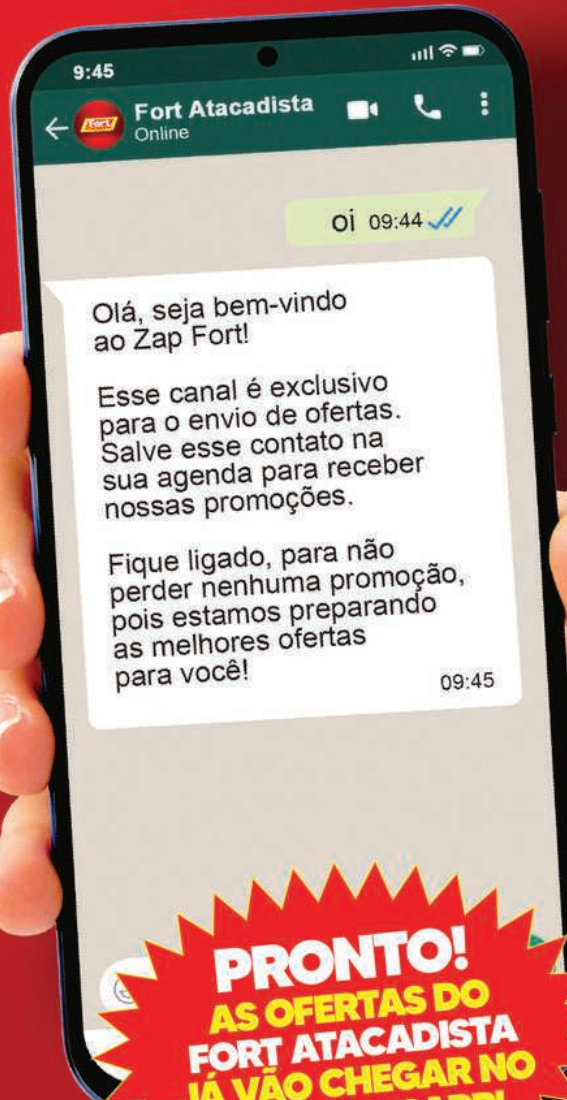 9:45
Fort
Fort Atacadista
Online
oi 09:44
Olá, seja bem-vindo
ao Zap Fort!
Esse canal é exclusivo
para o envio de ofertas.
Salve esse contato na
sua agenda para receber
nossas promoções.
Fique ligado, para não
perder nenhuma promoção,
pois estamos preparando
as melhores ofertas
para você!
09:45
PRONTO!
AS OFERTAS DO
FORT ATACADISTA
JÁ VÃO CHEGAR NO